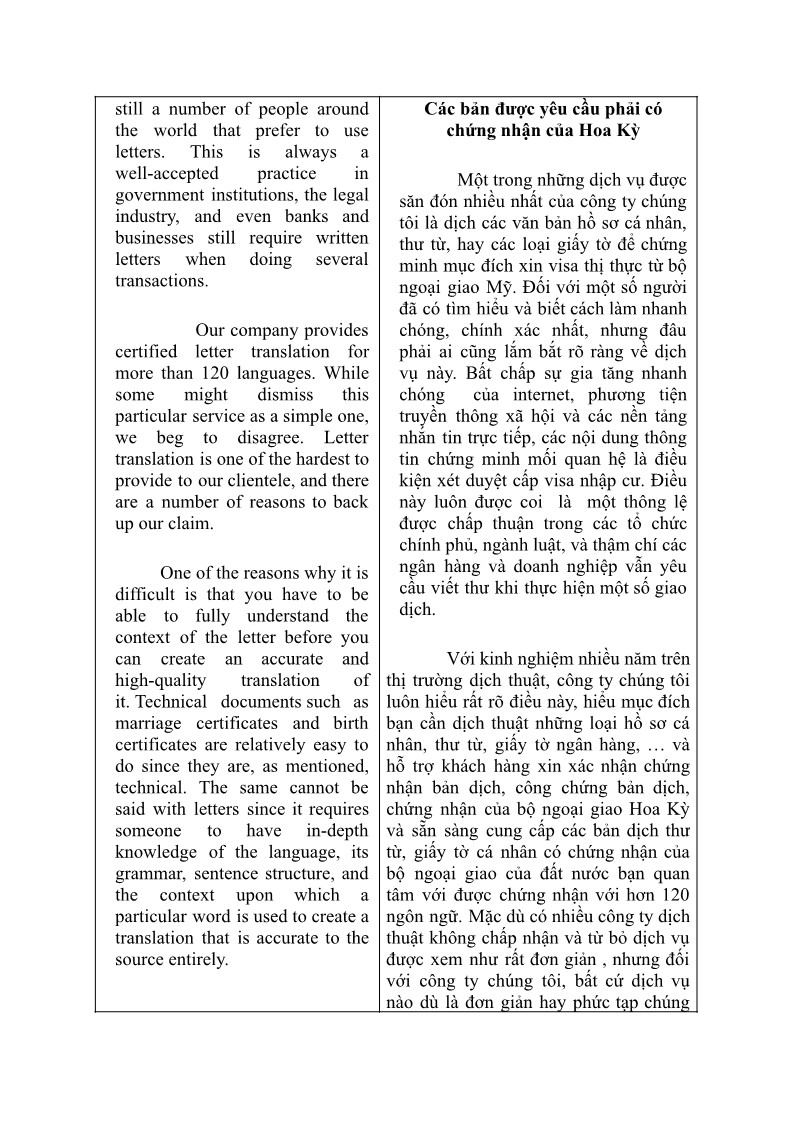 still a number of people around
the world that prefer to use
letters. This is always a
well-accepted practice in
government institutions, the legal
industry, and even banks and
businesses still require written
letters when doing several
transactions.
Our company provides
certified letter translation for
more than 120 languages. While
some might dismiss this
particular service as a simple one,
we beg to disagree. Letter
translation is one of the hardest to
provide to our clientele, and there
are a number of reasons to back
up our claim.
One of the reasons why it is
difficult is that you have to be
able to fully understand the
context of the letter before you
can create an accurate and
high-quality translation of
it. Technical documents such as
marriage certificates and birth
certificates are relatively easy to
do since they are, as mentioned,
technical. The same cannot be
said with letters since it requires
someone to have in-depth
knowledge of the language, its
grammar, sentence structure, and
the context upon which a
particular word is used to create a
translation that is accurate to the
source entirely.
Các bản được yêu cầu phải có
chứng nhận của Hoa Kỳ
Một trong những dịch vụ được
săn đón nhiều nhất của công ty chúng
tôi là dịch các văn bản hồ sơ cá nhân,
thư từ, hay các loại giấy tờ để chứng
minh mục đích xin visa thị thực từ bộ
ngoại giao Mỹ. Đối với một số người
đã có tìm hiểu và biết cách làm nhanh
chóng, chính xác nhất, nhưng đâu
phải ai cũng lắm bắt rõ ràng về dịch
vụ này. Bất chấp sự gia tăng nhanh
chóng của internet, phương tiện
truyền thông xã hội và các nền tảng
nhắn tin trực tiếp, các nội dung thông
tin chứng minh mối quan hệ là điều
kiện xét duyệt cấp visa nhập cư. Điều
này luôn được coi là một thông lệ
được chấp thuận trong các tổ chức
chính phủ, ngành luật, và thậm chí các
ngân hàng và doanh nghiệp vẫn yêu
cầu viết thư khi thực hiện một số giao
dịch.
Với kinh nghiệm nhiều năm trên
thị trường dịch thuật, công ty chúng tôi
luôn hiểu rất rõ điều này, hiểu mục đích
bạn cần dịch thuật những loại hồ sơ cá
nhân, thư từ, giấy tờ ngân hàng, … và
hỗ trợ khách hàng xin xác nhận chứng
nhận bản dịch, công chứng bản dịch,
chứng nhận của bộ ngoại giao Hoa Kỳ
và sẵn sàng cung cấp các bản dịch thư
từ, giấy tờ cá nhân có chứng nhận của
bộ ngoại giao của đất nước bạn quan
tâm với được chứng nhận với hơn 120
ngôn ngữ. Mặc dù có nhiều công ty dịch
thuật không chấp nhận và từ bỏ dịch vụ
được xem như rất đơn giản , nhưng đối
với công ty chúng tôi, bất cứ dịch vụ
nào dù là đơn giản hay phức tạp chúng